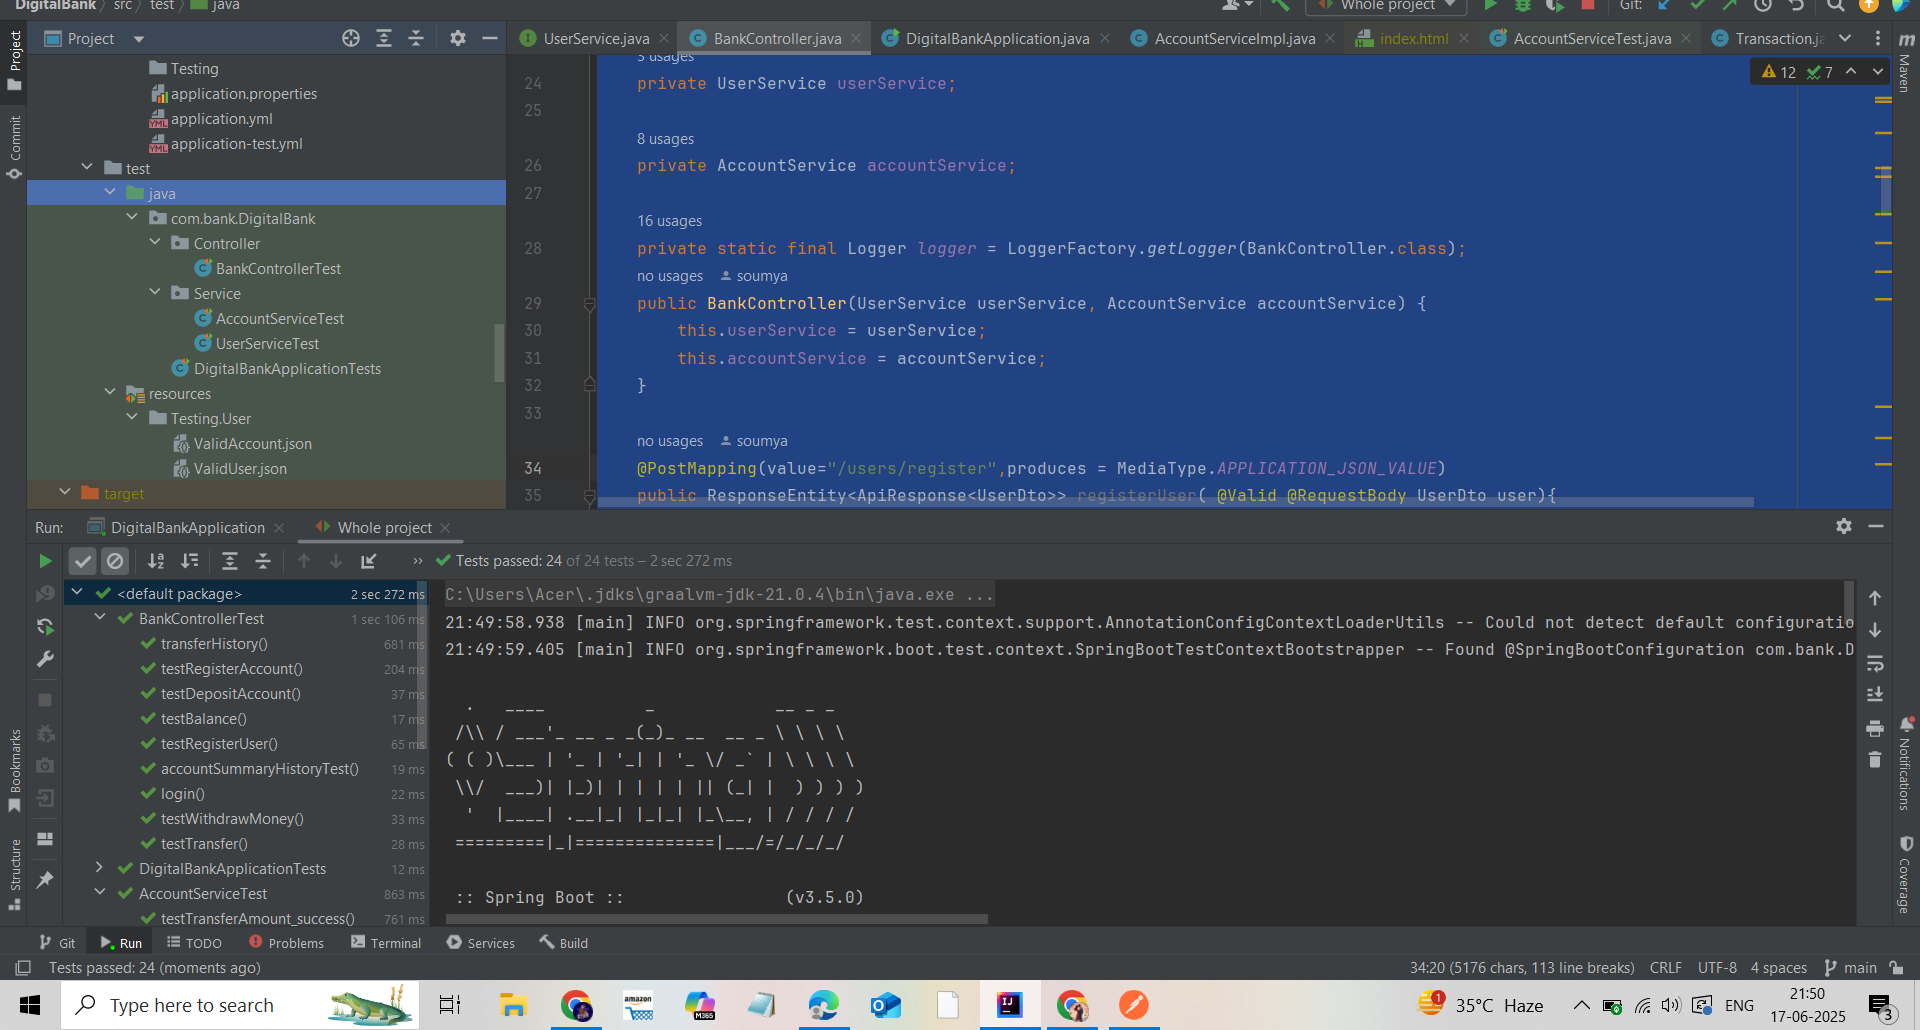 DigitalBank
src
test
java
Whole project
Git:
Project
UserService.java
BankController.java
DigitalBankApplication.java
AccountServiceImpl.java
index.html
AccountServiceTest.java
Transaction.ja
Project
Commit
Bookmarks
Structure
Testing
application.properties
application.yml
application-test.yml
test
java
com.bank.DigitalBank
Controller
BankControllerTest
Service
AccountServiceTest
UserServiceTest
DigitalBankApplicationTests
resources
Testing.User
ValidAccount.json
ValidUser.json
target
12 7
3 usages
24 private UserService userService;
25
8 usages
26 private AccountService accountService;
27
16 usages
28 private static final Logger logger = LoggerFactory.getLogger(BankController.class);
no usages soumya
29 public BankController(UserService userService, AccountService accountService) {
30 this.userService = userService;
31 this.accountService = accountService;
32 }
33
no usages soumya
34 @PostMapping(value="/users/register",produces = MediaType.APPLICATION_JSON_VALUE)
35 public ResponseEntity<ApiResponse<UserDto>> registerUser( @Valid @RequestBody UserDto user){
m Maven
Notifications
Coverage
Run: DigitalBankApplication Whole project
» Tests passed: 24 of 24 tests – 2 sec 272 ms
<default package> 2 sec 272 ms
BankControllerTest 1 sec 106 ms
transferHistory() 681 ms
testRegisterAccount() 204 ms
testDepositAccount() 37 ms
testBalance() 17 ms
testRegisterUser() 65 ms
accountSummaryHistoryTest() 19 ms
login() 22 ms
testWithdrawMoney() 33 ms
testTransfer() 28 ms
DigitalBankApplicationTests 12 ms
AccountServiceTest 863 ms
testTransferAmount_success() 761 ms
C:\Users\Acer\.jdks\graalvm-jdk-21.0.4\bin\java.exe ...
21:49:58.938 [main] INFO org.springframework.test.context.support.AnnotationConfigContextLoaderUtils -- Could not detect default configuratio
21:49:59.405 [main] INFO org.springframework.boot.test.context.SpringBootTestContextBootstrapper -- Found @SpringBootConfiguration com.bank.D
  .   ____          _            __ _ _
 /\\ / ___'_ __ _ _(_)_ __  __ _ \ \ \ \
( ( )\___ | '_ | '_| | '_ \/ _` | \ \ \ \
 \\/  ___)| |_)| | | | | || (_| |  ) ) ) )
  '  |____| .__|_| |_|_| |_\__, | / / / /
 =========|_|==============|___/=/_/_/_/
:: Spring Boot :: (v3.5.0)
Git
Run
TODO
Problems
Terminal
Services
Build
Tests passed: 24 (moments ago)
34:20 (5176 chars, 113 line breaks) CRLF UTF-8 4 spaces main
Type here to search
amazon
M365
IJ
1
35°C Haze
ENG
21:50
17-06-2025
3